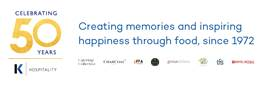 CELEBRATING
50
YEARS
K HOSPITALITY
Creating memories and inspiring
happiness through food, since 1972